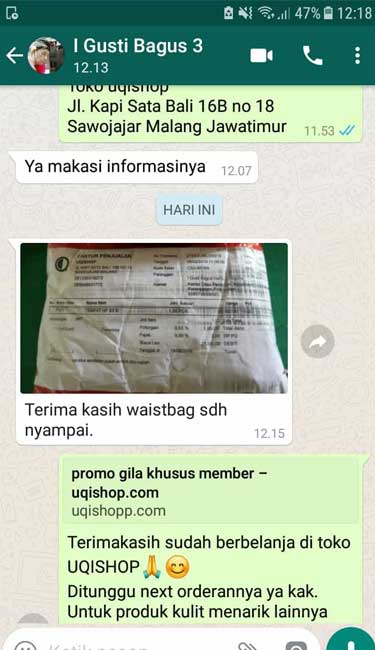 47% 12:18
I Gusti Bagus 3
12.13
Toko uqishop
Jl. Kapi Sata Bali 16B no 18
Sawojajar Malang Jawatimur
11.53
Ya makasi informasinya 12.07
HARI INI
FAKTUR PENJUALAN
UQISHOP
Terima kasih waistbag sdh
nyampai.
12.15
promo gila khusus member –
uqishop.com
uqishopp.com
Terimakasih sudah berbelanja di toko
UQISHOP🙏😊
Ditunggu next orderannya ya kak.
Untuk produk kulit menarik lainnya
Ketik pesan